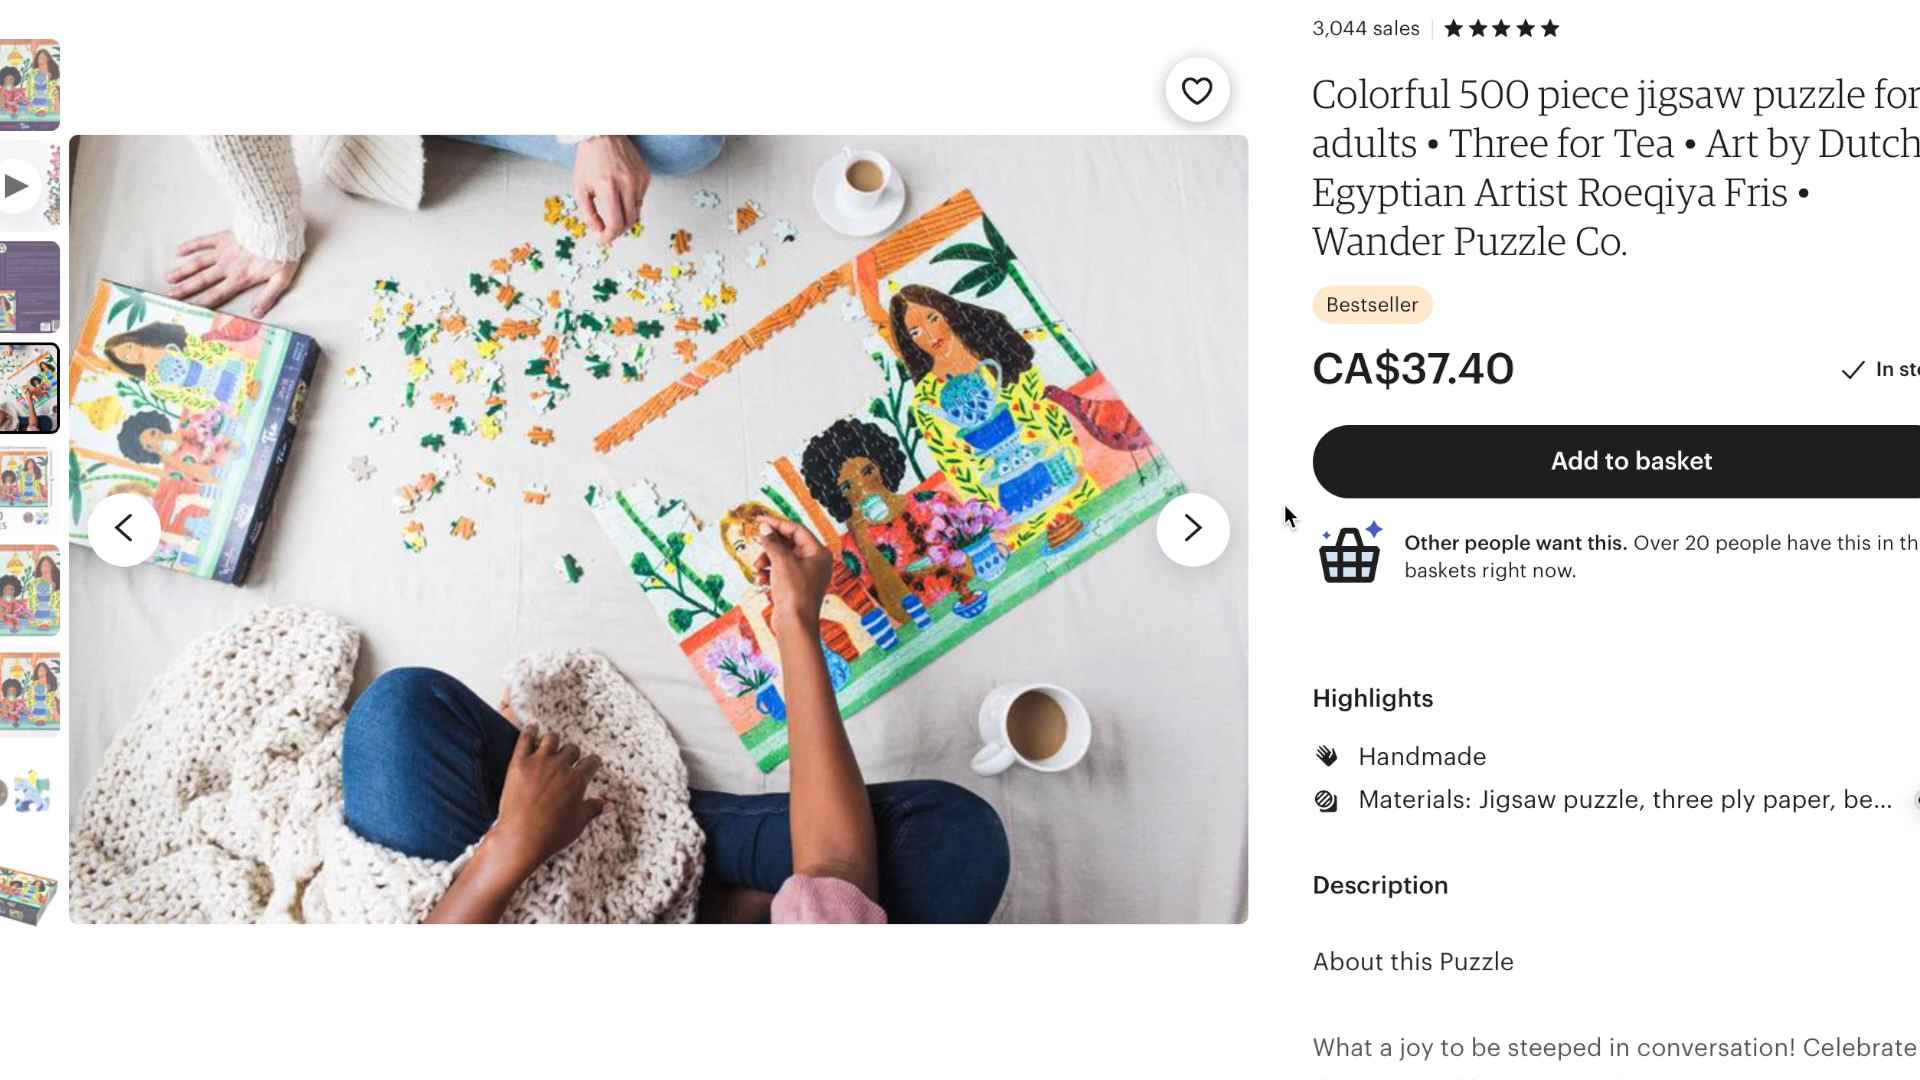 3,044 sales
Colorful 500 piece jigsaw puzzle for
adults • Three for Tea • Art by Dutch
Egyptian Artist Roeqiya Fris •
Wander Puzzle Co.
Bestseller
CA$37.40
In sto
Add to basket
Other people want this. Over 20 people have this in th
baskets right now.
Highlights
Handmade
Materials: Jigsaw puzzle, three ply paper, be...
Description
About this Puzzle
What a joy to be steeped in conversation! Celebrate